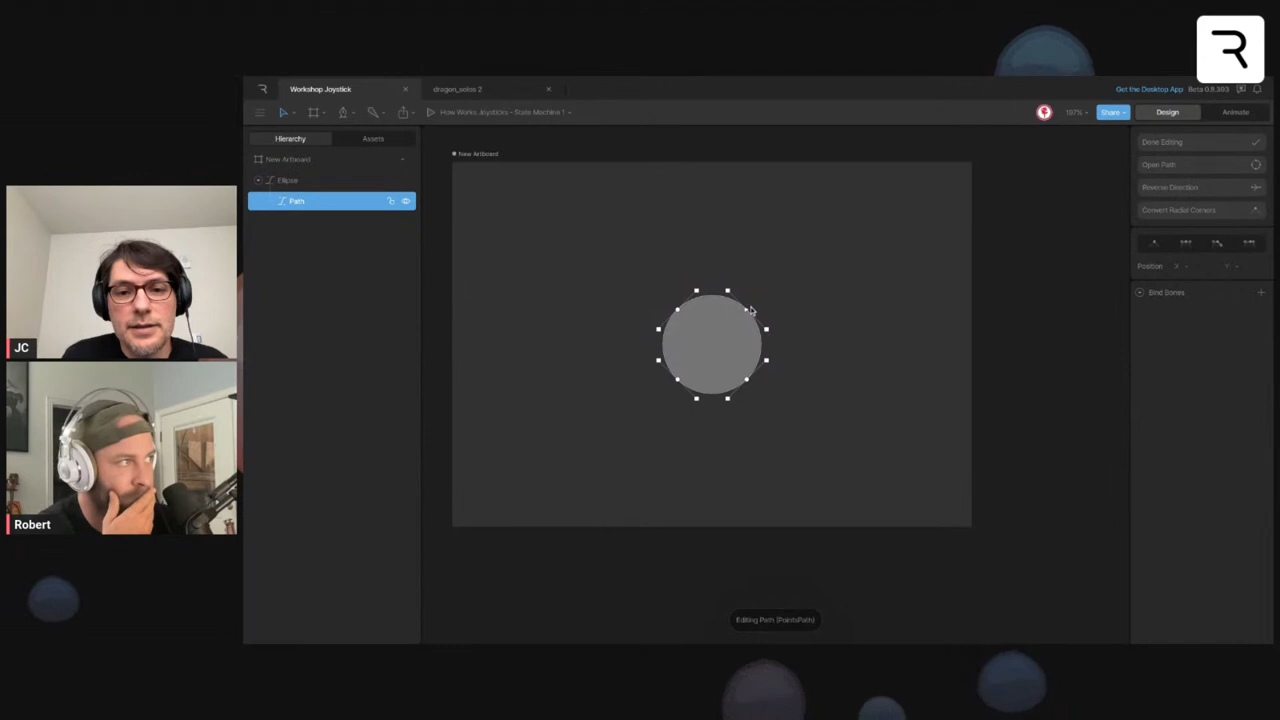 Workshop Joystick
dragon_solos 2
Get the Desktop App
Beta 0.8.393
How Works Joysticks - State Machine 1
197%
Share
Design
Animate
Hierarchy
Assets
New Artboard
Ellipse
Path
New Artboard
Done Editing
Open Path
Reverse Direction
Convert Radial Corners
Position X - Y -
Bind Bones
JC
Robert
Editing Path (PointsPath)